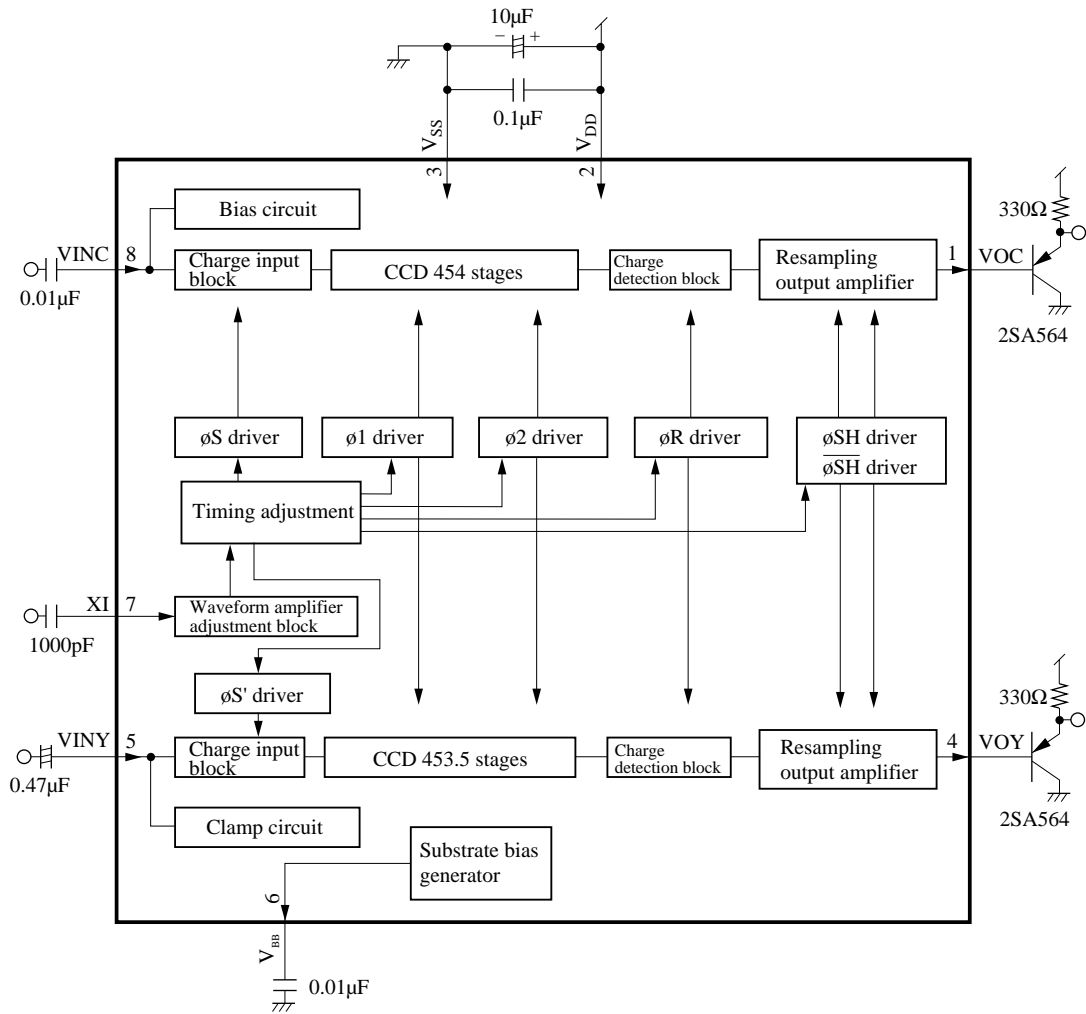 10µF
− +
0.1µF
VSS
VDD
3
2
Bias circuit
330Ω
VINC
8
Charge input
block
CCD 454 stages
Charge
detection block
Resampling
output amplifier
1
VOC
0.01µF
2SA564
øS driver
ø1 driver
ø2 driver
øR driver
øSH driver
øSH driver
Timing adjustment
XI
7
Waveform amplifier
adjustment block
1000pF
øS' driver
330Ω
VINY
5
Charge input
block
CCD 453.5 stages
Charge
detection block
Resampling
output amplifier
4
VOY
0.47µF
2SA564
Clamp circuit
Substrate bias
generator
6
VBB
0.01µF